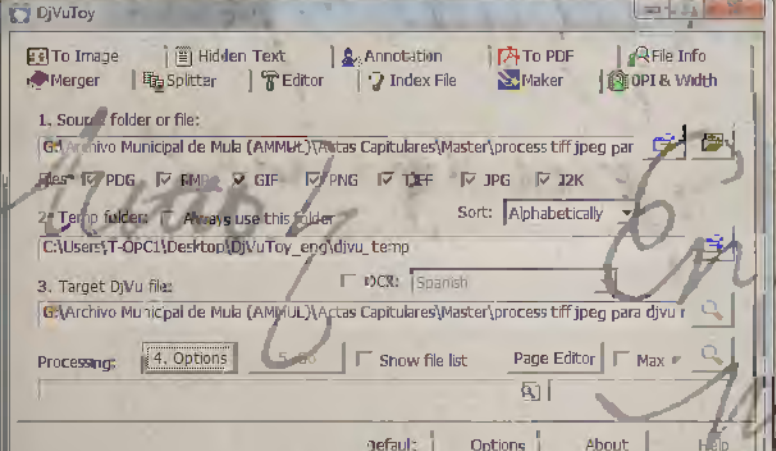 DjVuToy
To Image Hidden Text Annotation To PDF File Info
Merger Splitter Editor Index File Maker DPI & Width
1. Source folder or file:
G:\Archivo Municipal de Mula (AMMUL)\Actas Capitulares\Master\process tiff jpeg par
Files PDG BMP GIF PNG TIFF JPG J2K
2. Temp folder: Always use this folder Sort: Alphabetically
C:\Users\T-OPC1\Desktop\DjVuToy_eng\djvu_temp
3. Target DjVu file: OCR: Spanish
G:\Archivo Municipal de Mula (AMMUL)\Actas Capitulares\Master\process tiff jpeg para djvu
Processing: 4. Options 5. Go Show file list Page Editor Max
Default Options About Help
En